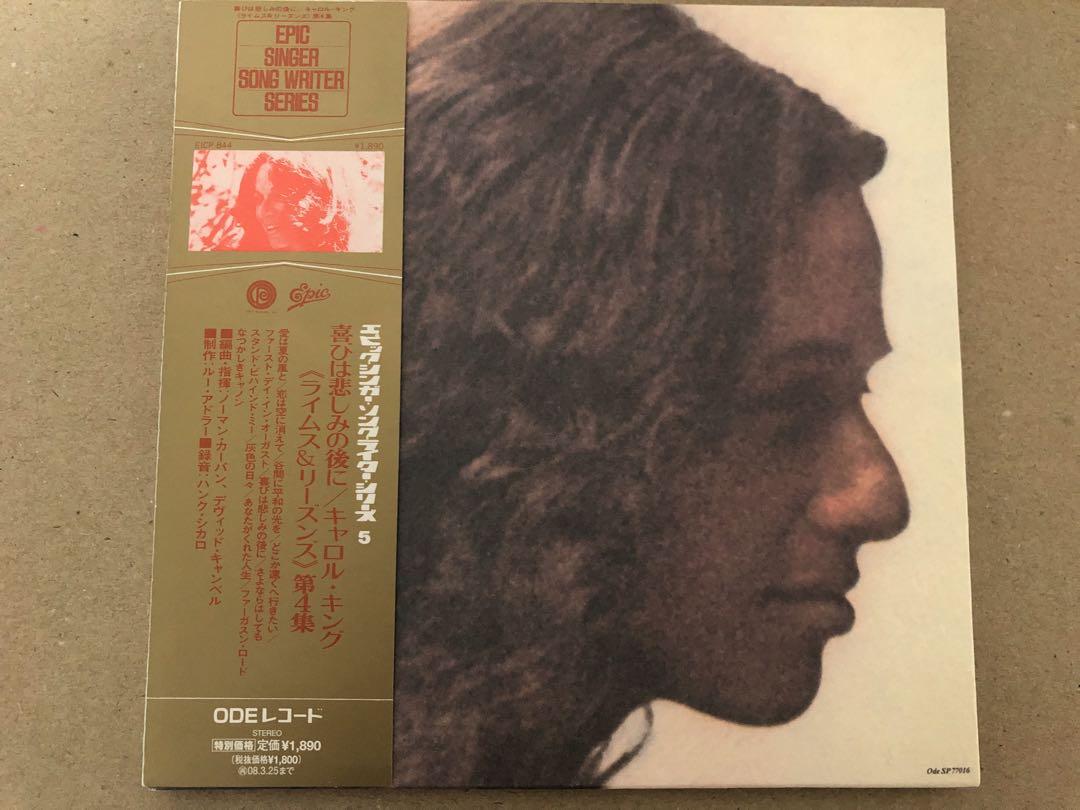 喜びは悲しみの後に/キャロル・キング
〈ライムス&リーズンズ〉第4集
EPIC
SINGER
SONG WRITER
SERIES
EICP 844
¥1,890
Epic
エピックシンガー・ソングライター・シリーズ 5
喜びは悲しみの後に/キャロル・キング
〈ライムス&リーズンズ〉第4集
愛は夏の風と/恋は空に消えて/谷間に平和の光を/どこか遠くへ行きたい/
ファースト・デイ・イン・オーガスト/喜びは悲しみの後に/さよならはしても
スタンド・ビハインド・ミー/灰色の日々/あなたがくれた人生/ファーガスン・ロード
なつかしきキャノン
■編曲・指揮:ノーマン・カーバン、デヴィッド・キャンベル
■制作:ルー・アドラー■録音:ハンク・シカロ
ODEレコード
STEREO
特別価格 定価¥1,890
(税抜価格¥1,800)
08.3.25まで
Ode SP 77016